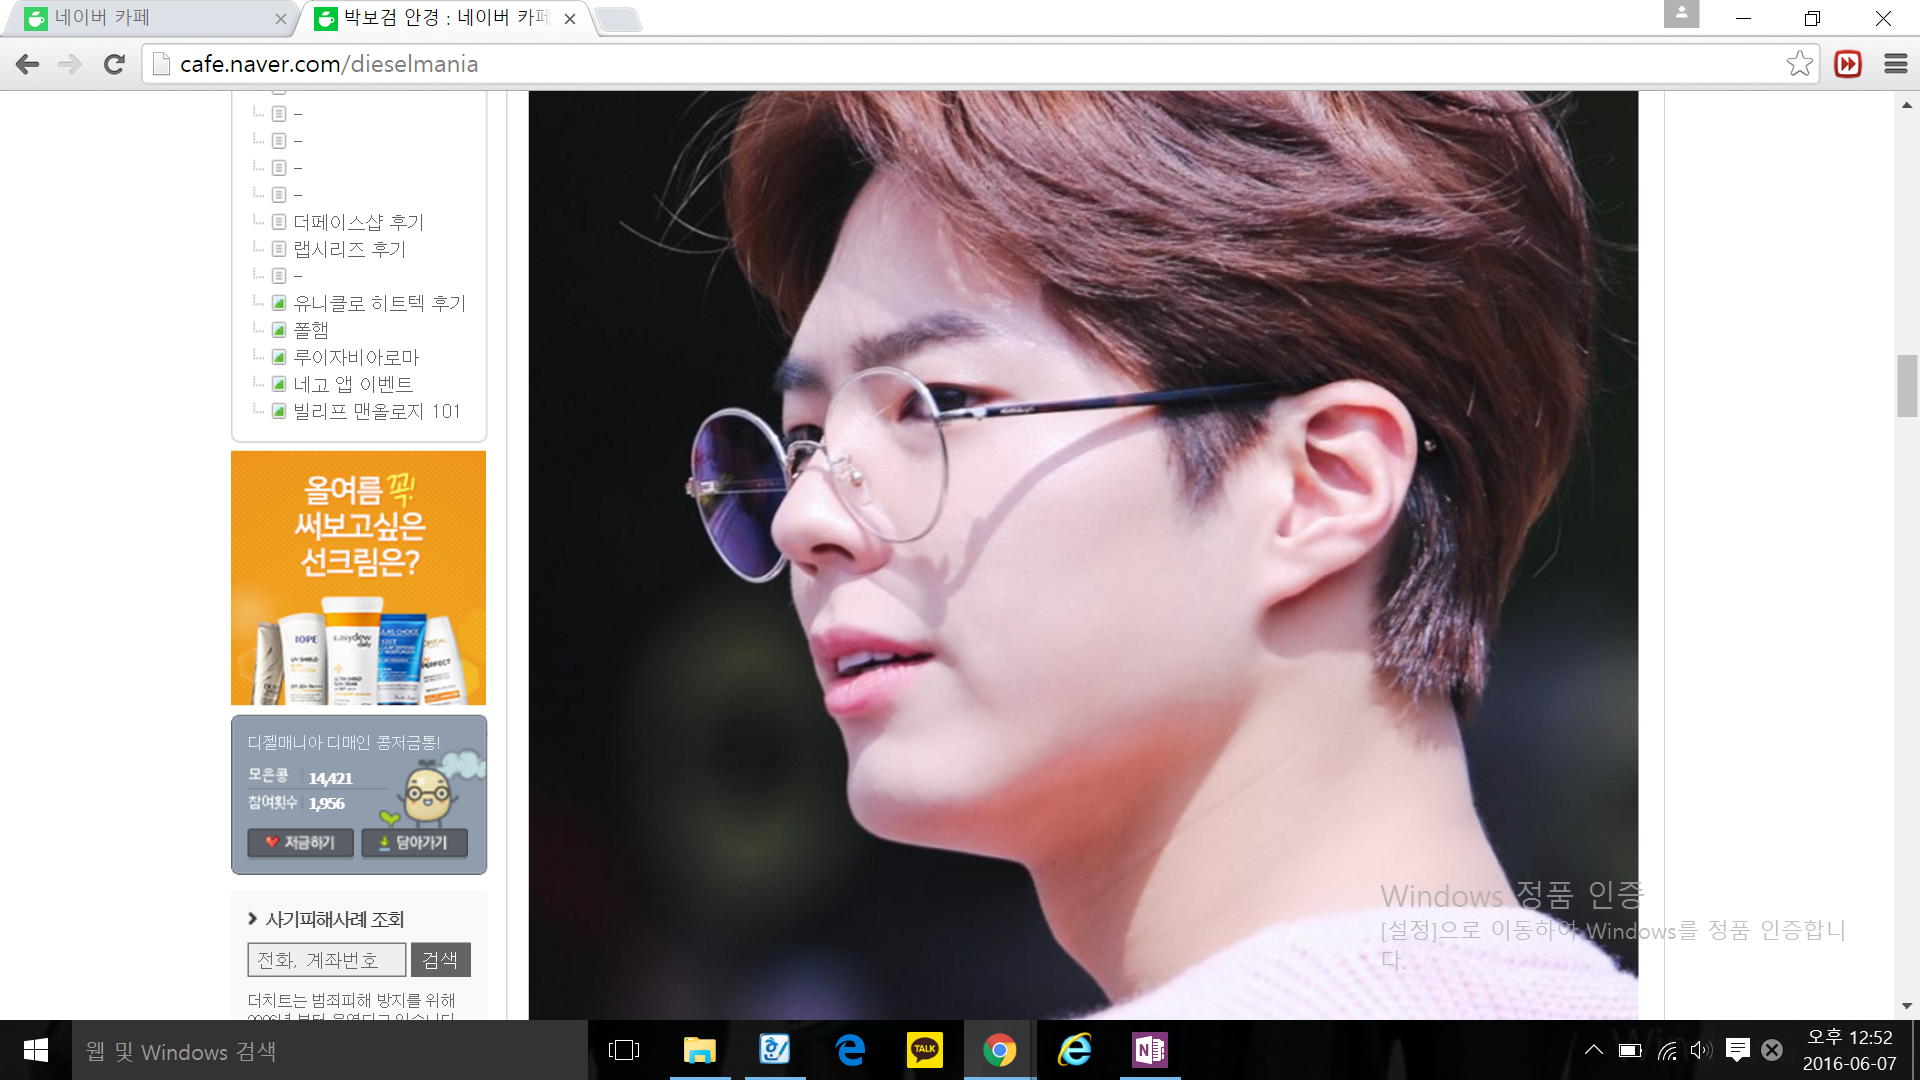 네이버 카페
박보검 안경 : 네이버 카페
cafe.naver.com/dieselmania
–
–
–
–
더페이스샵 후기
랩시리즈 후기
–
유니클로 히트텍 후기
폴햄
루이자비아로마
네고 앱 이벤트
빌리프 맨올로지 101
올여름 꼭!
써보고싶은
선크림은?
IOPE
easydew
daily
디젤매니아 디매인 콩저금통!
모은콩 14,421
참여횟수 1,956
저금하기 담아가기
사기피해사례 조회
전화, 계좌번호 검색
더치트는 범죄피해 방지를 위해
Windows 정품 인증
[설정]으로 이동하여 Windows를 정품 인증합니
다.
웹 및 Windows 검색
TALK
오후 12:52
2016-06-07